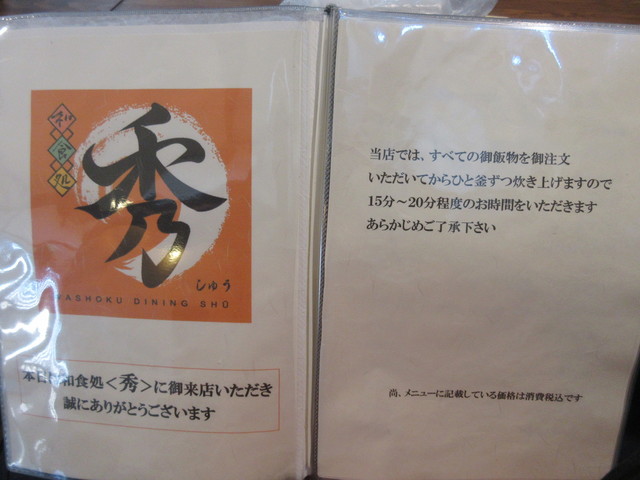 和食処
秀
しゅう
WASHOKU DINING SHŪ
本日は和食処＜秀＞に御来店いただき
誠にありがとうございます
当店では、すべての御飯物を御注文
いただいてからひと釜ずつ炊き上げますので
15分～20分程度のお時間をいただきます
あらかじめご了承下さい
尚、メニューに記載している価格は消費税込です